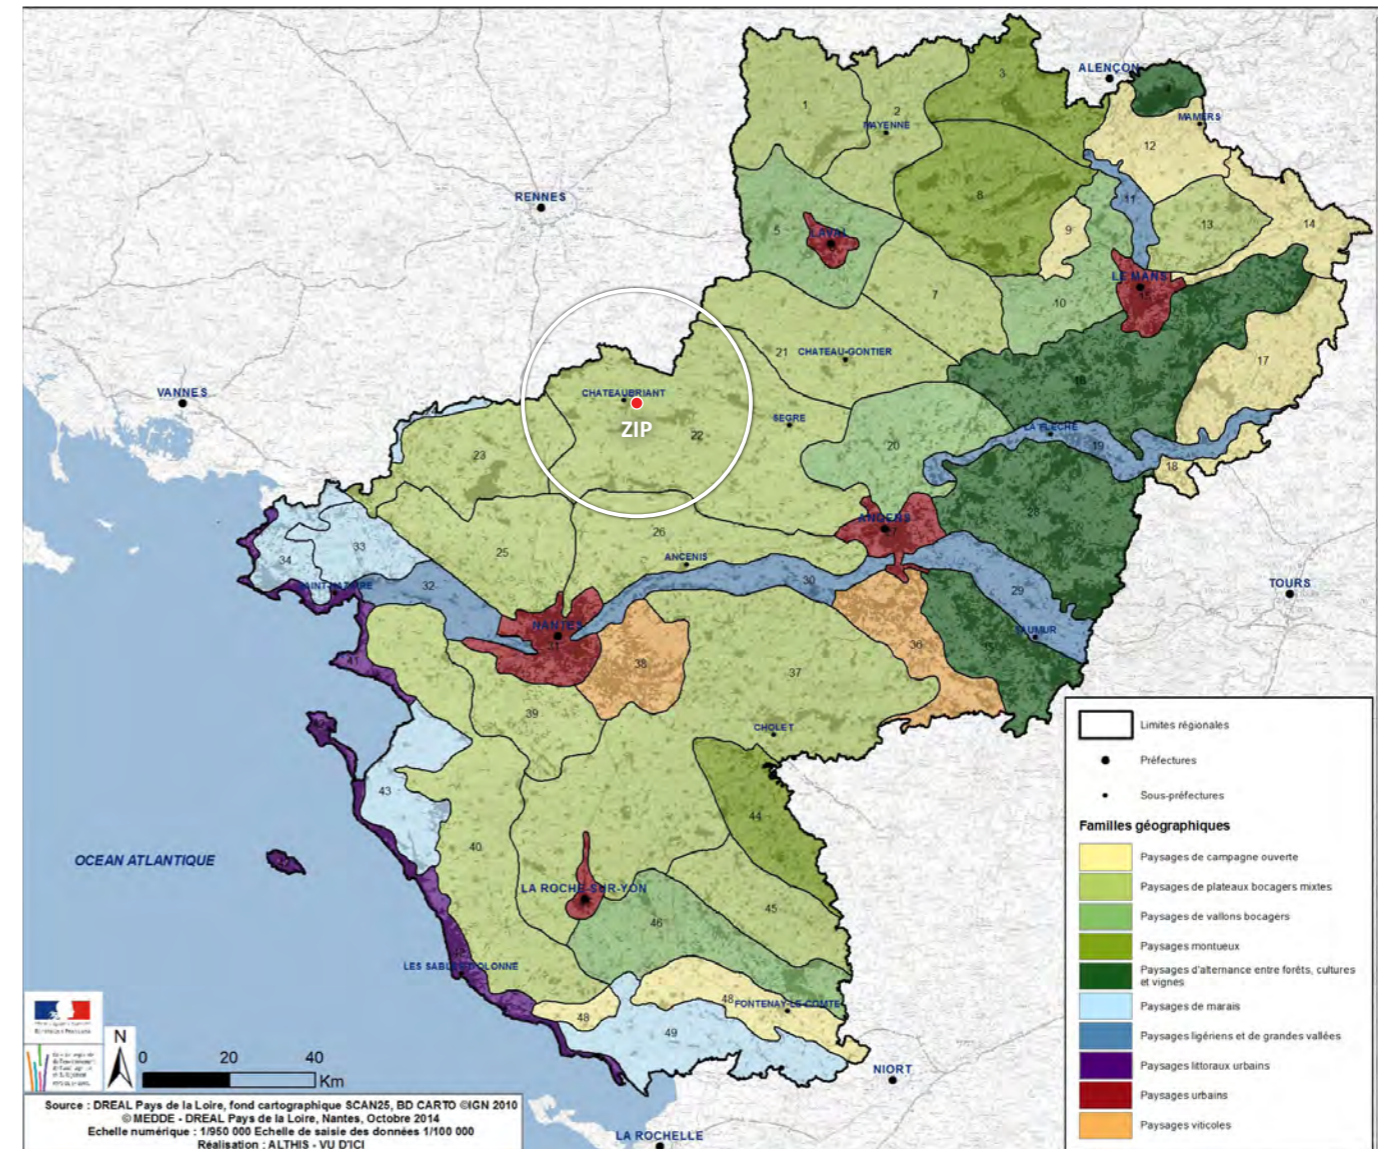 ALENÇON
3
1
2
MAYENNE
MAMERS
12
RENNES
11
8
13
14
5
9
LAVAL
LE MANS
15
10
7
21
CHATEAU-GONTIER
17
16
VANNES
CHATEAUBRIANT
ZIP
22
SEGRE
20
LA FLECHE
19
18
23
28
ANGERS
27
26
25
33
34
ANCENIS
30
29
TOURS
SAINT-NAZAIRE
32
NANTES
31
SAUMUR
36
38
37
41
39
CHOLET
43
44
40
OCEAN ATLANTIQUE
LA ROCHE-SUR-YON
45
46
LES SABLES D'OLONNE
48
FONTENAY-LE-COMTE
48
49
NIORT
LA ROCHELLE
Limites régionales
Préfectures
Sous-préfectures
Familles géographiques
Paysages de campagne ouverte
Paysages de plateaux bocagers mixtes
Paysages de vallons bocagers
Paysages montueux
Paysages d'alternance entre forêts, cultures
et vignes
Paysages de marais
Paysages ligériens et de grandes vallées
Paysages littoraux urbains
Paysages urbains
Paysages viticoles
N
0 20 40
Km
Source : DREAL Pays de la Loire, fond cartographique SCAN25, BD CARTO ©IGN 2010
© MEDDE - DREAL Pays de la Loire, Nantes, Octobre 2014
Echelle numérique : 1/950 000 Echelle de saisie des données 1/100 000
Réalisation : ALTHIS - VU D'ICI